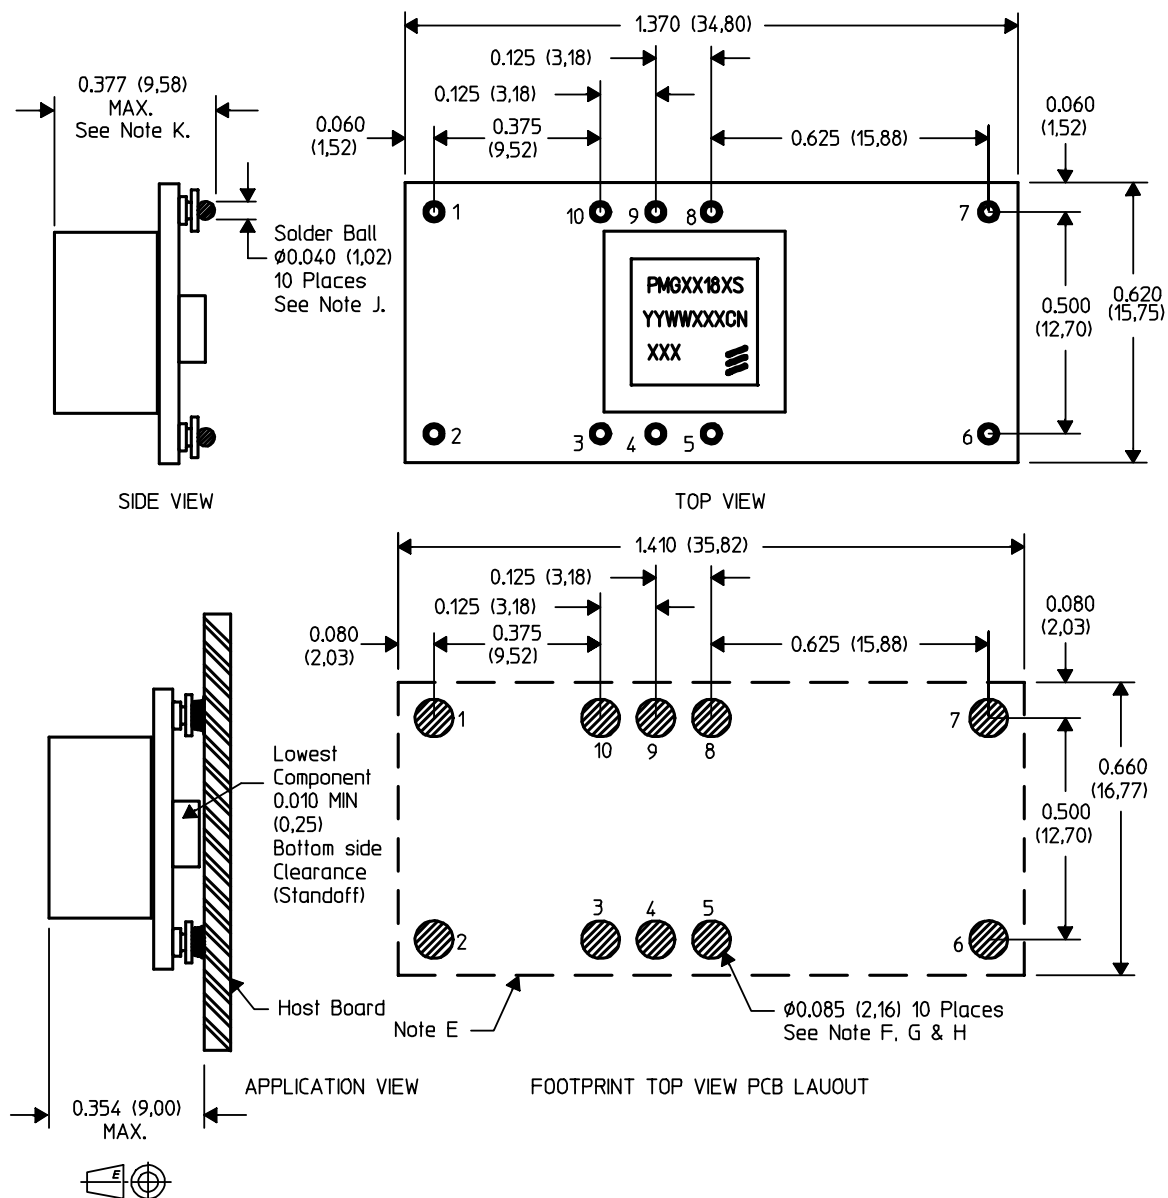 1.370 (34,80)
0.125 (3,18)
0.377 (9,58)
MAX.
See Note K.
0.125 (3,18)
0.060
(1,52)
0.375
(9,52)
0.625 (15,88)
0.060
(1,52)
1
10
9
8
7
Solder Ball
ø0.040 (1,02)
10 Places
See Note J.
PMGXX18XS
YYWWXXXCN
XXX
0.500
(12,70)
0.620
(15,75)
2
3
4
5
6
SIDE VIEW
TOP VIEW
1.410 (35,82)
0.125 (3,18)
0.125 (3,18)
0.080
(2,03)
0.375
(9,52)
0.625 (15,88)
0.080
(2,03)
1
10
9
8
7
Lowest
Component
0.010 MIN
(0,25)
Bottom side
Clearance
(Standoff)
0.660
(16,77)
0.500
(12,70)
2
3
4
5
6
Host Board
Note E
ø0.085 (2,16) 10 Places
See Note F, G & H
APPLICATION VIEW
FOOTPRINT TOP VIEW PCB LAUOUT
0.354 (9,00)
MAX.
E